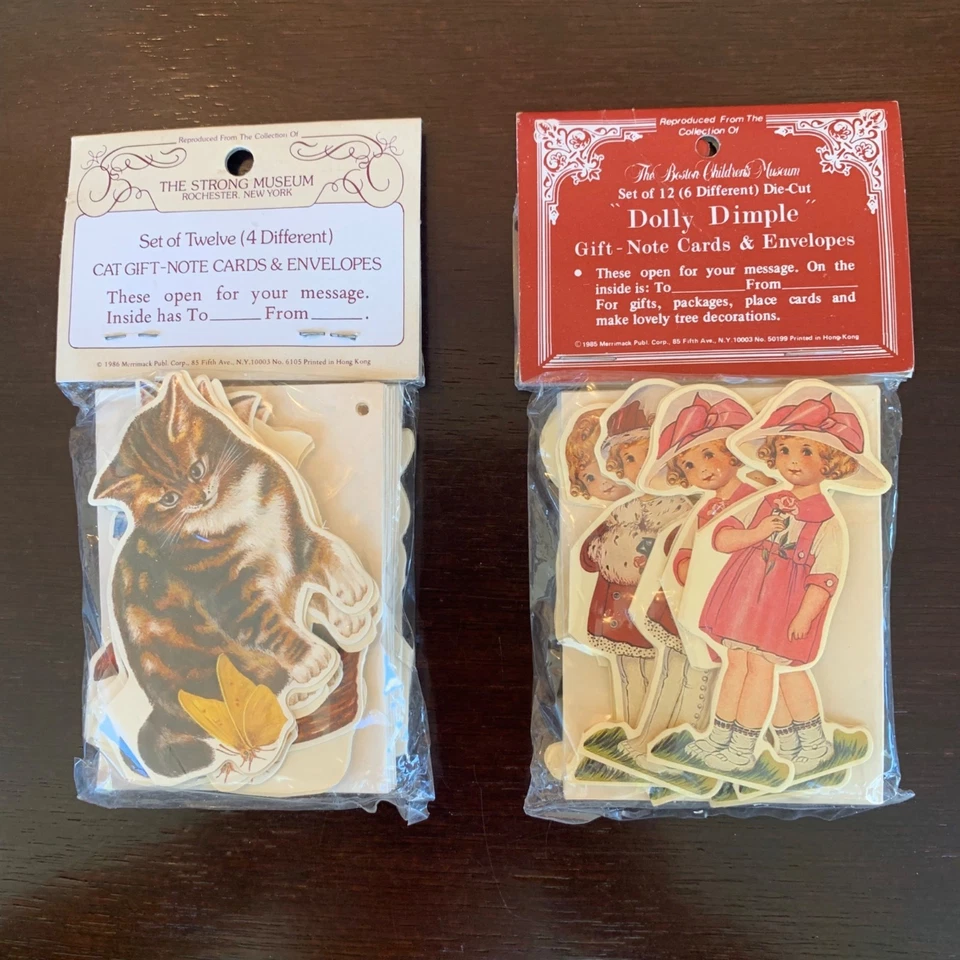 Reproduced From The Collection Of
THE STRONG MUSEUM
ROCHESTER, NEW YORK
Set of Twelve (4 Different)
CAT GIFT-NOTE CARDS & ENVELOPES
These open for your message.
Inside has To_____ From_____.
© 1986 Merrimack Publ. Corp., 85 Fifth Ave., N.Y. 10003 No. 6105 Printed in Hong Kong
Reproduced From The
Collection Of
The Boston Children's Museum
Set of 12 (6 Different) Die-Cut
"Dolly Dimple"
Gift-Note Cards & Envelopes
• These open for your message. On the
inside is: To________ From________
For gifts, packages, place cards and
make lovely tree decorations.
© 1985 Merrimack Publ. Corp., 85 Fifth Ave., N.Y. 10003 No. 50199 Printed in Hong-Kong